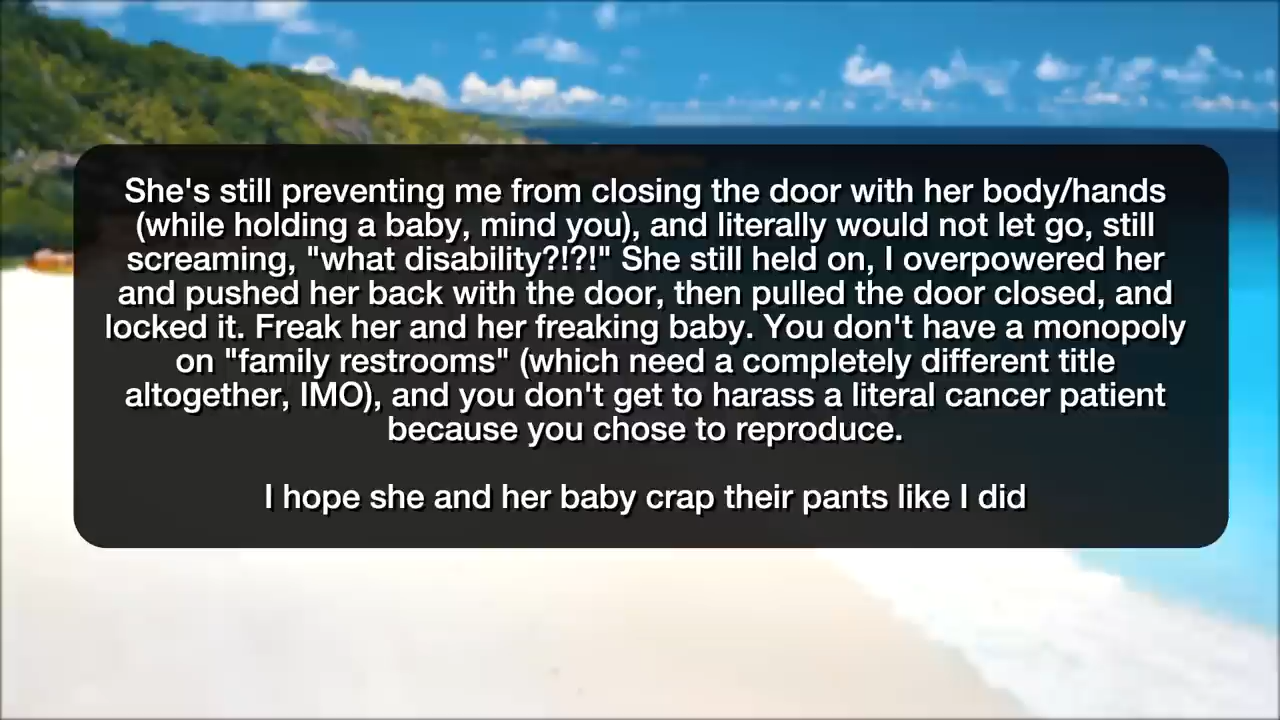 She's still preventing me from closing the door with her body/hands
(while holding a baby, mind you), and literally would not let go, still
screaming, "what disability?!?!" She still held on, I overpowered her
and pushed her back with the door, then pulled the door closed, and
locked it. Freak her and her freaking baby. You don't have a monopoly
on "family restrooms" (which need a completely different title
altogether, IMO), and you don't get to harass a literal cancer patient
because you chose to reproduce.
I hope she and her baby crap their pants like I did